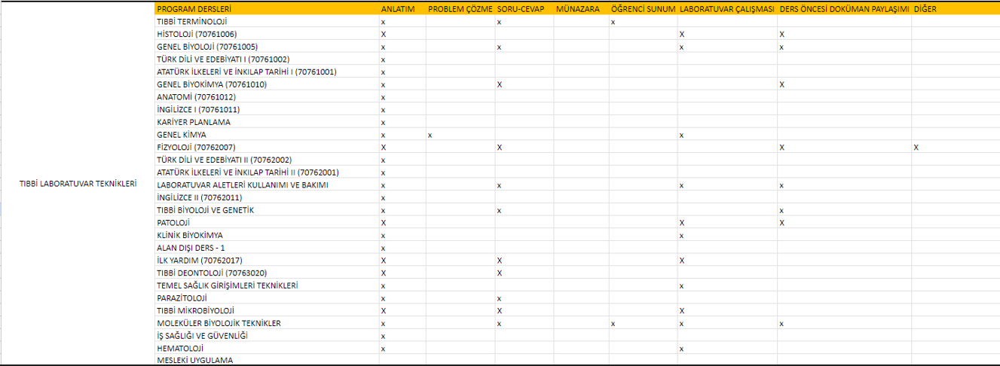 PROGRAM DERSLERİ ANLATIM PROBLEM ÇÖZME SORU-CEVAP MÜNAZARA ÖĞRENCİ SUNUM LABORATUVAR ÇALIŞMASI DERS ÖNCESİ DOKÜMAN PAYLAŞIMI DİĞER
TIBBİ TERMİNOLOJİ x x x
HİSTOLOJİ (70761006) X X X
GENEL BİYOLOJİ (70761005) x x x x
TÜRK DİLİ VE EDEBİYATI I (70761002) x
ATATÜRK İLKELERİ VE İNKILAP TARİHİ I (70761001) x
GENEL BİYOKİMYA (70761010) x X X
ANATOMİ (70761012) x
İNGİLİZCE I (70761011) x
KARİYER PLANLAMA x
GENEL KİMYA x x x
FİZYOLOJİ (70762007) X X X X
TÜRK DİLİ VE EDEBİYATI II (70762002) x
ATATÜRK İLKELERİ VE İNKILAP TARİHİ II (70762001) x
TIBBİ LABORATUVAR TEKNİKLERİ LABORATUVAR ALETLERİ KULLANIMI VE BAKIMI x x x x
İNGİLİZCE II (70762011) x
TIBBİ BİYOLOJİ VE GENETİK x x x
PATOLOJİ X X X
KLİNİK BİYOKİMYA x x
ALAN DIŞI DERS - 1 x
İLK YARDIM (70762017) X X X
TIBBİ DEONTOLOJİ (70763020) X X
TEMEL SAĞLIK GİRİŞİMLERİ TEKNİKLERİ x x
PARAZİTOLOJİ x x
TIBBİ MİKROBİYOLOJİ X X X
MOLEKÜLER BİYOLOJİK TEKNİKLER x x x x x
İŞ SAĞLIĞI VE GÜVENLİĞİ x
HEMATOLOJİ x x
MESLEKİ UYGULAMA